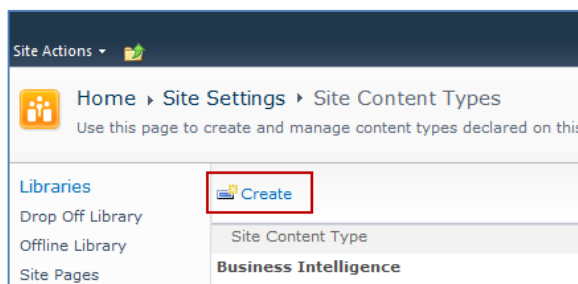 Site Actions
Home Site Settings Site Content Types
Use this page to create and manage content types declared on this
Libraries
Drop Off Library
Offline Library
Site Pages
Create
Site Content Type
Business Intelligence